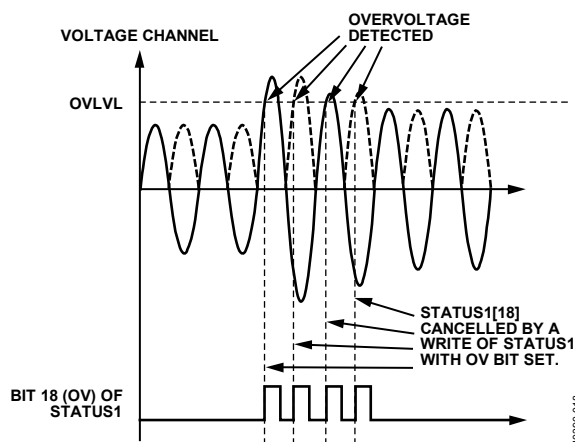 OVERVOLTAGE
DETECTED
VOLTAGE CHANNEL
OVLVL
STATUS1[18]
CANCELLED BY A
WRITE OF STATUS1
WITH OV BIT SET.
BIT 18 (OV) OF
STATUS1